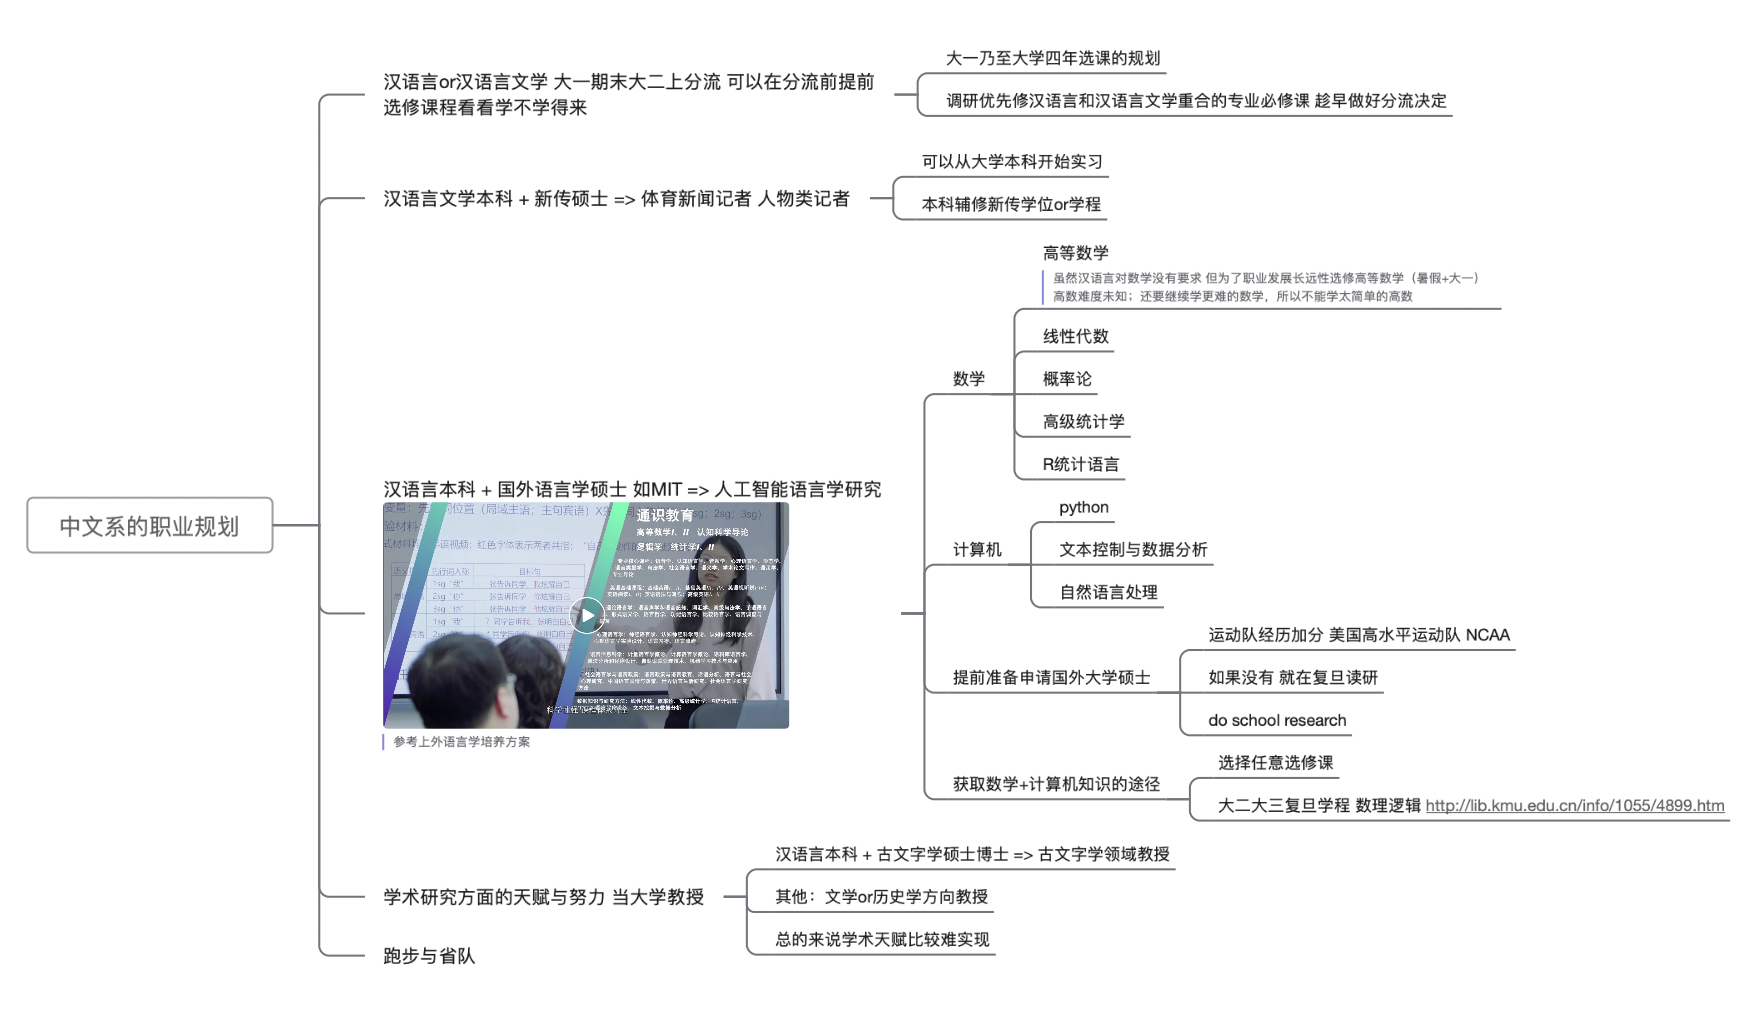 中文系的职业规划
汉语言or汉语言文学 大一期末大二上分流 可以在分流前提前
选修课程看看学不学得来
大一乃至大学四年选课的规划
调研优先修汉语言和汉语言文学重合的专业必修课 趁早做好分流决定
汉语言文学本科 + 新传硕士 => 体育新闻记者 人物类记者
可以从大学本科开始实习
本科辅修新传学位or学程
汉语言本科 + 国外语言学硕士 如MIT => 人工智能语言学研究
通识教育
高等数学I、II 认知科学导论
逻辑学 统计学I、II
参考上外语言学培养方案
数学
高等数学
虽然汉语言对数学没有要求 但为了职业发展长远性选修高等数学（暑假+大一）
高数难度未知；还要继续学更难的数学，所以不能学太简单的高数
线性代数
概率论
高级统计学
R统计语言
计算机
python
文本控制与数据分析
自然语言处理
提前准备申请国外大学硕士
运动队经历加分 美国高水平运动队 NCAA
如果没有 就在复旦读研
do school research
获取数学+计算机知识的途径
选择任意选修课
大二大三复旦学程 数理逻辑 http://lib.kmu.edu.cn/info/1055/4899.htm
学术研究方面的天赋与努力 当大学教授
汉语言本科 + 古文字学硕士博士 => 古文字学领域教授
其他：文学or历史学方向教授
总的来说学术天赋比较难实现
跑步与省队